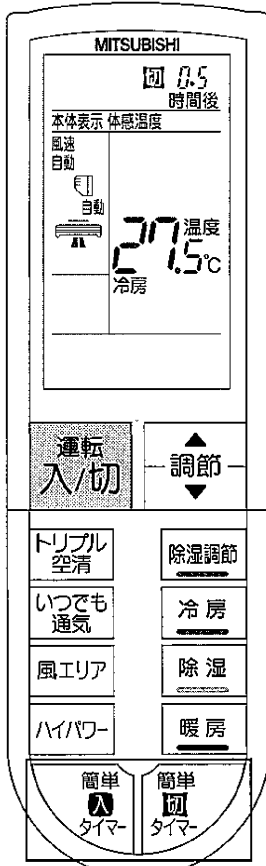 MITSUBISHI
切 0.5
時間後
本体表示 体感温度
風速
自動
自動
温度
27.5℃
冷房
運転
入/切
▲
調節
▼
トリプル
空清
除湿調節
いつでも
通気
冷房
風エリア
除湿
ハイパワー
暖房
簡単
入
タイマー
簡単
切
タイマー